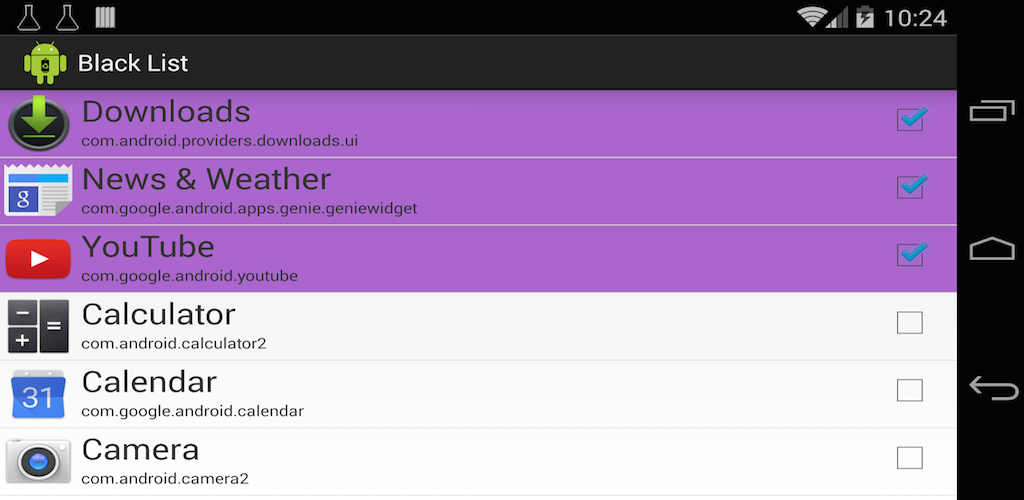 10:24
Black List
Downloads
com.android.providers.downloads.ui
g
News & Weather
com.google.android.apps.genie.geniewidget
YouTube
com.google.android.youtube
− =
+
Calculator
com.android.calculator2
31
Calendar
com.google.android.calendar
Camera
com.android.camera2